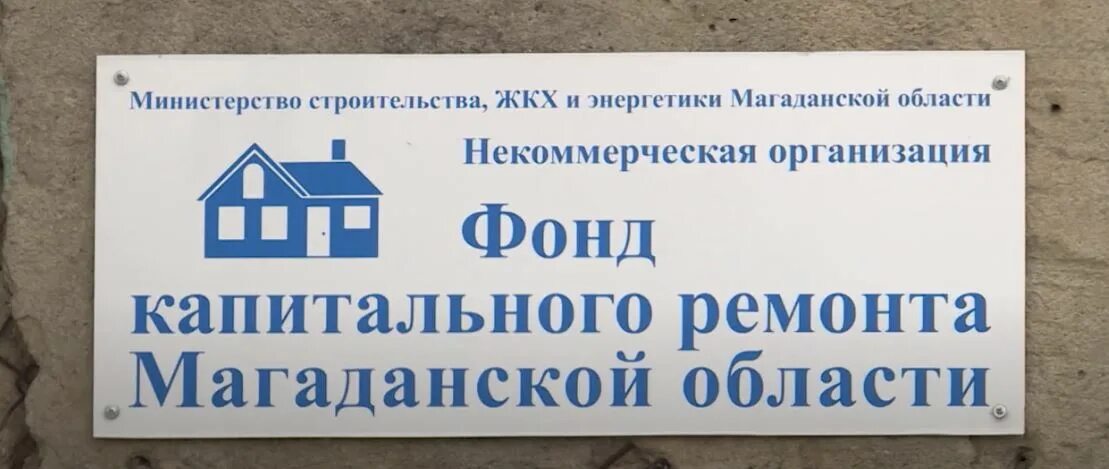 Министерство строительства, ЖКХ и энергетики Магаданской области
Некоммерческая организация
Фонд
капитального ремонта
Магаданской области